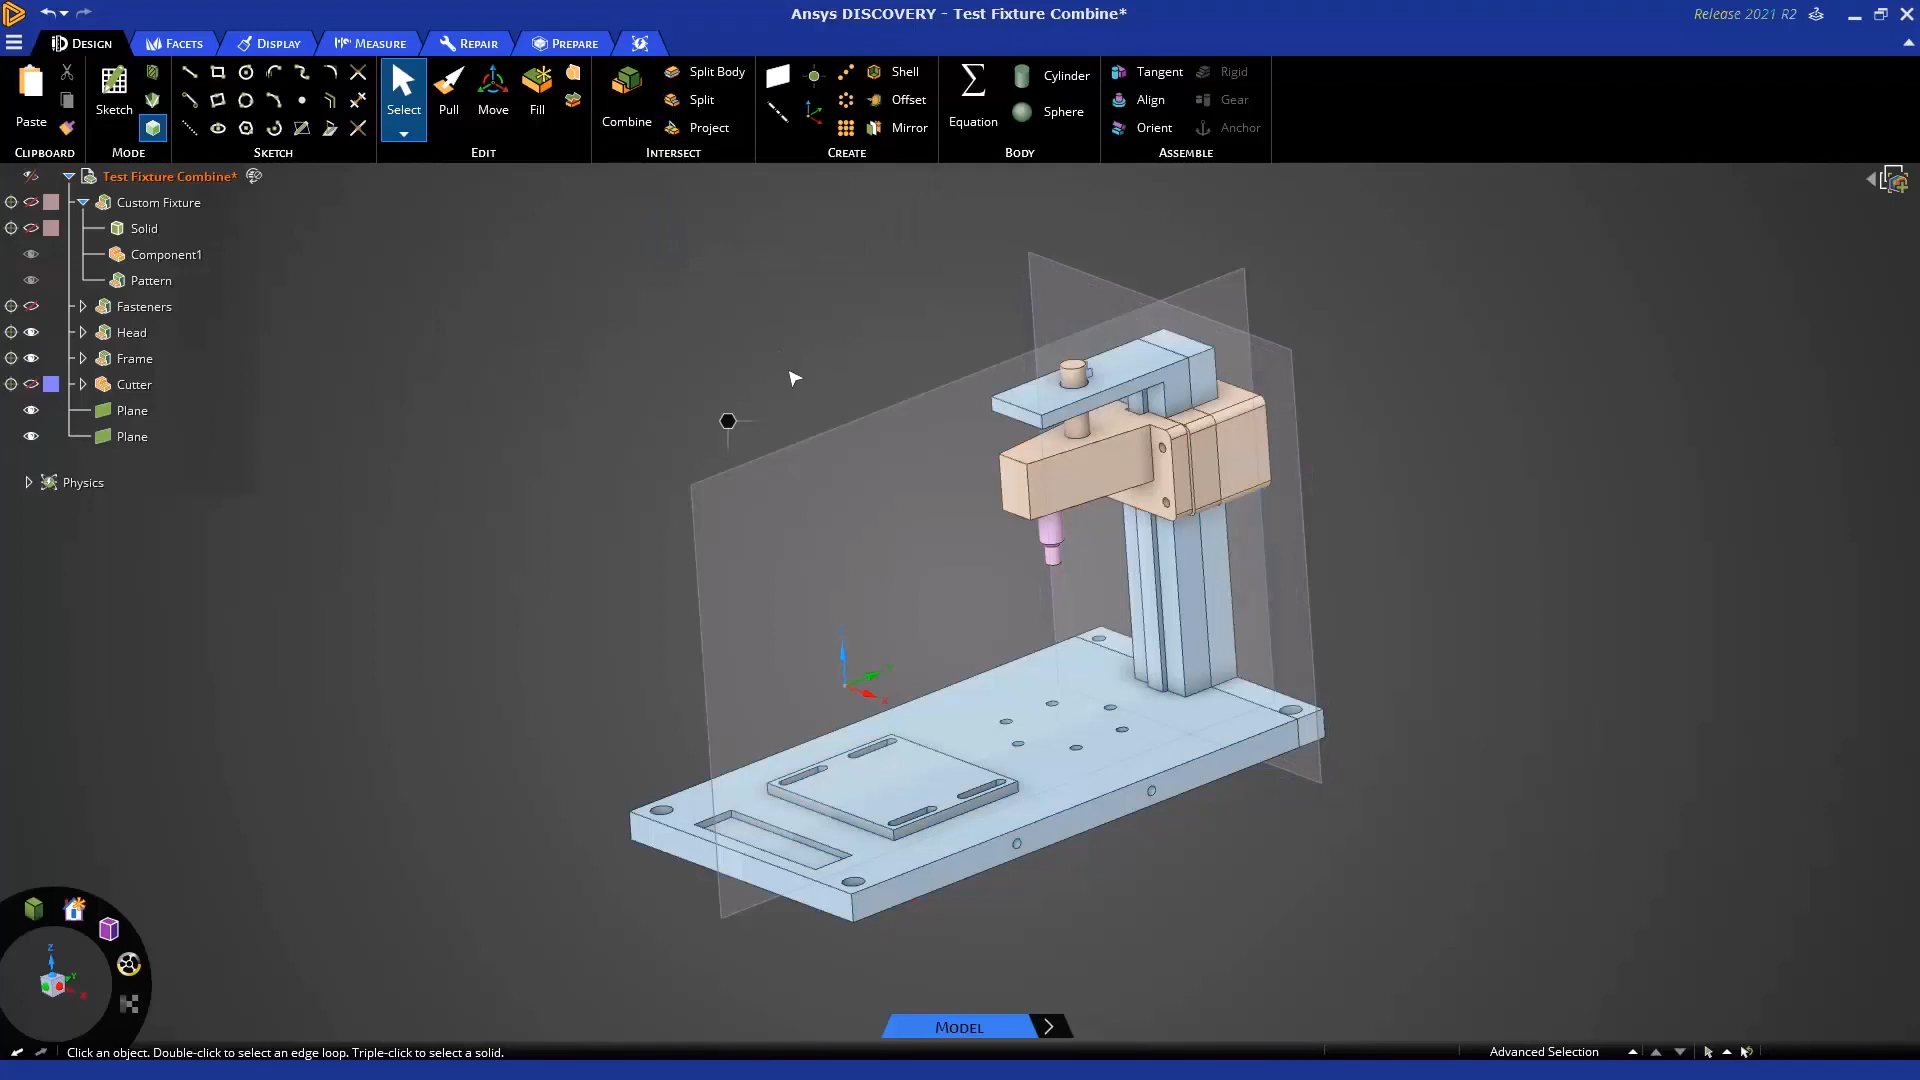 Ansys DISCOVERY - Test Fixture Combine*
Release 2021 R2
Design
Facets
Display
Measure
Repair
Prepare
Paste
Clipboard
Sketch
Mode
Sketch
Select
Pull
Move
Fill
Edit
Combine
Split Body
Split
Project
Intersect
Shell
Offset
Mirror
Create
Equation
Cylinder
Sphere
Body
Tangent
Align
Orient
Rigid
Gear
Anchor
Assemble
Test Fixture Combine*
Custom Fixture
Solid
Component1
Pattern
Fasteners
Head
Frame
Cutter
Plane
Plane
Physics
X
Z
Y
X
Model
Click an object. Double-click to select an edge loop. Triple-click to select a solid.
Advanced Selection